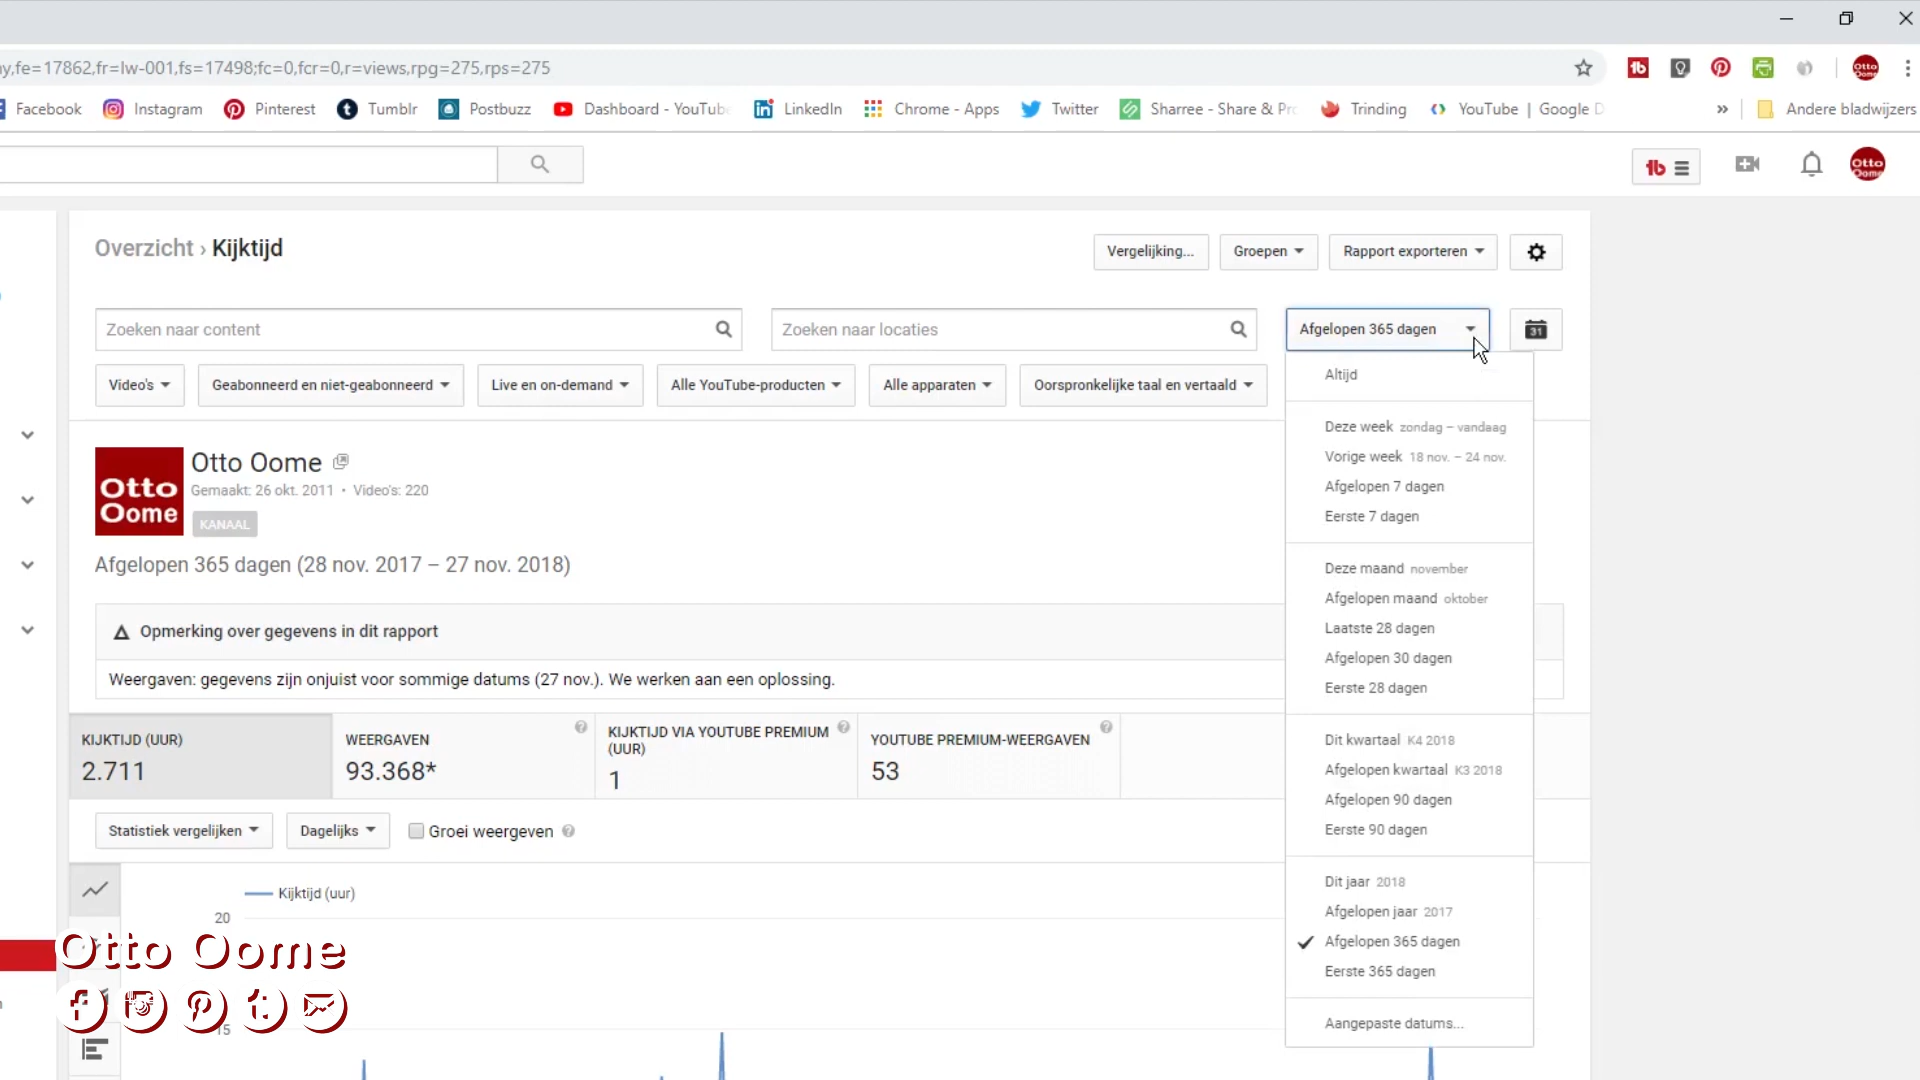 y,fe=17862,fr=lw-001,fs=17498;fc=0,fcr=0,r=views,rpg=275,rps=275
Facebook Instagram Pinterest Tumblr Postbuzz Dashboard - YouTube LinkedIn Chrome - Apps Twitter Sharree - Share & Pr Trinding YouTube | Google D » Andere bladwijzers
Overzicht › Kijktijd
Vergelijking... Groepen Rapport exporteren
Zoeken naar content
Zoeken naar locaties
Afgelopen 365 dagen
31
Video's Geabonneerd en niet-geabonneerd Live en on-demand Alle YouTube-producten Alle apparaten Oorspronkelijke taal en vertaald
Altijd
Deze week zondag – vandaag
Vorige week 18 nov. – 24 nov.
Afgelopen 7 dagen
Eerste 7 dagen
Deze maand november
Afgelopen maand oktober
Laatste 28 dagen
Afgelopen 30 dagen
Eerste 28 dagen
Dit kwartaal K4 2018
Afgelopen kwartaal K3 2018
Afgelopen 90 dagen
Eerste 90 dagen
Dit jaar 2018
Afgelopen jaar 2017
Afgelopen 365 dagen
Eerste 365 dagen
Aangepaste datums...
Otto
Oome
Otto Oome
Gemaakt: 26 okt. 2011 • Video's: 220
KANAAL
Afgelopen 365 dagen (28 nov. 2017 – 27 nov. 2018)
Opmerking over gegevens in dit rapport
Weergaven: gegevens zijn onjuist voor sommige datums (27 nov.). We werken aan een oplossing.
KIJKTIJD (UUR)
2.711
WEERGAVEN
93.368*
KIJKTIJD VIA YOUTUBE PREMIUM (UUR)
1
YOUTUBE PREMIUM-WEERGAVEN
53
Statistiek vergelijken Dagelijks Groei weergeven
Kijktijd (uur)
20
15
Otto Oome